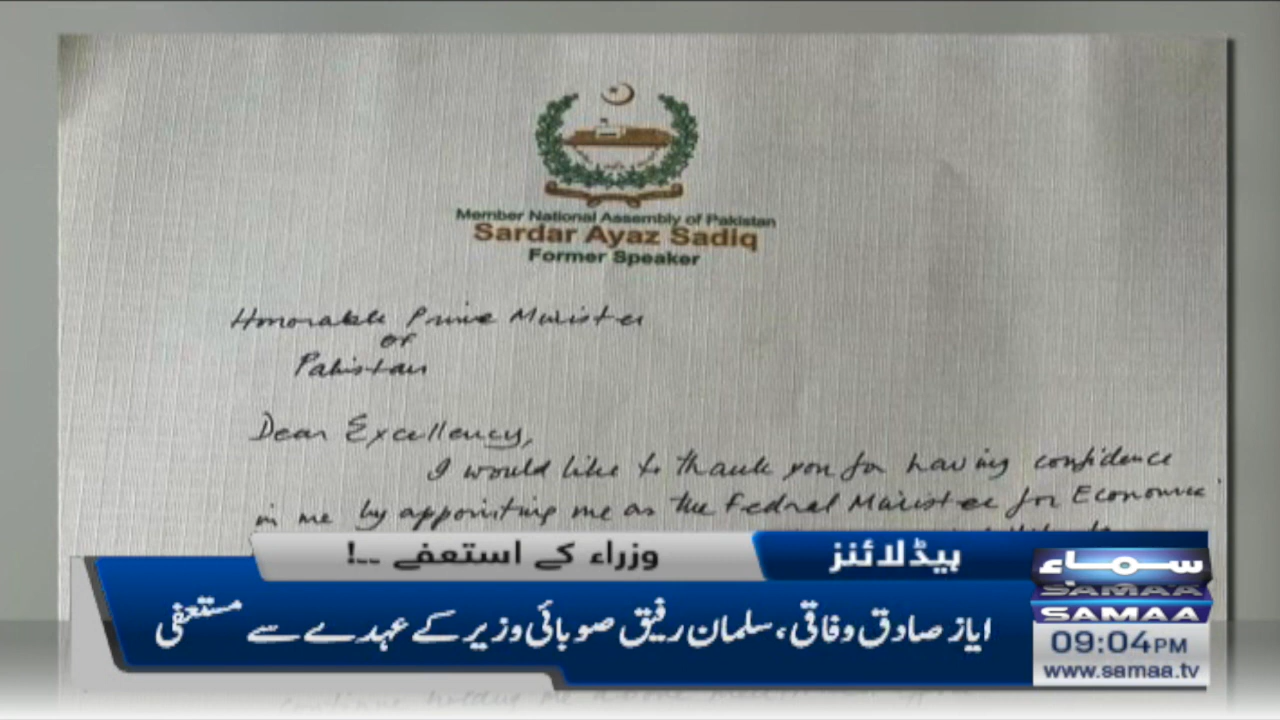 Member National Assembly of Pakistan
Sardar Ayaz Sadiq
Former Speaker
Honorable Prime Minister
of
Pakistan
Dear Excellency,
I would like to thank you for having confidence
in me by appointing me as the Fedral Minister for Economic
وزراء کے استعفے --!
ہیڈلائنز
ایاز صادق وفاقی، سلمان رفیق صوبائی وزیر کے عہدے سے مستعفی
سماء
SAMAA
09:04PM
www.samaa.tv